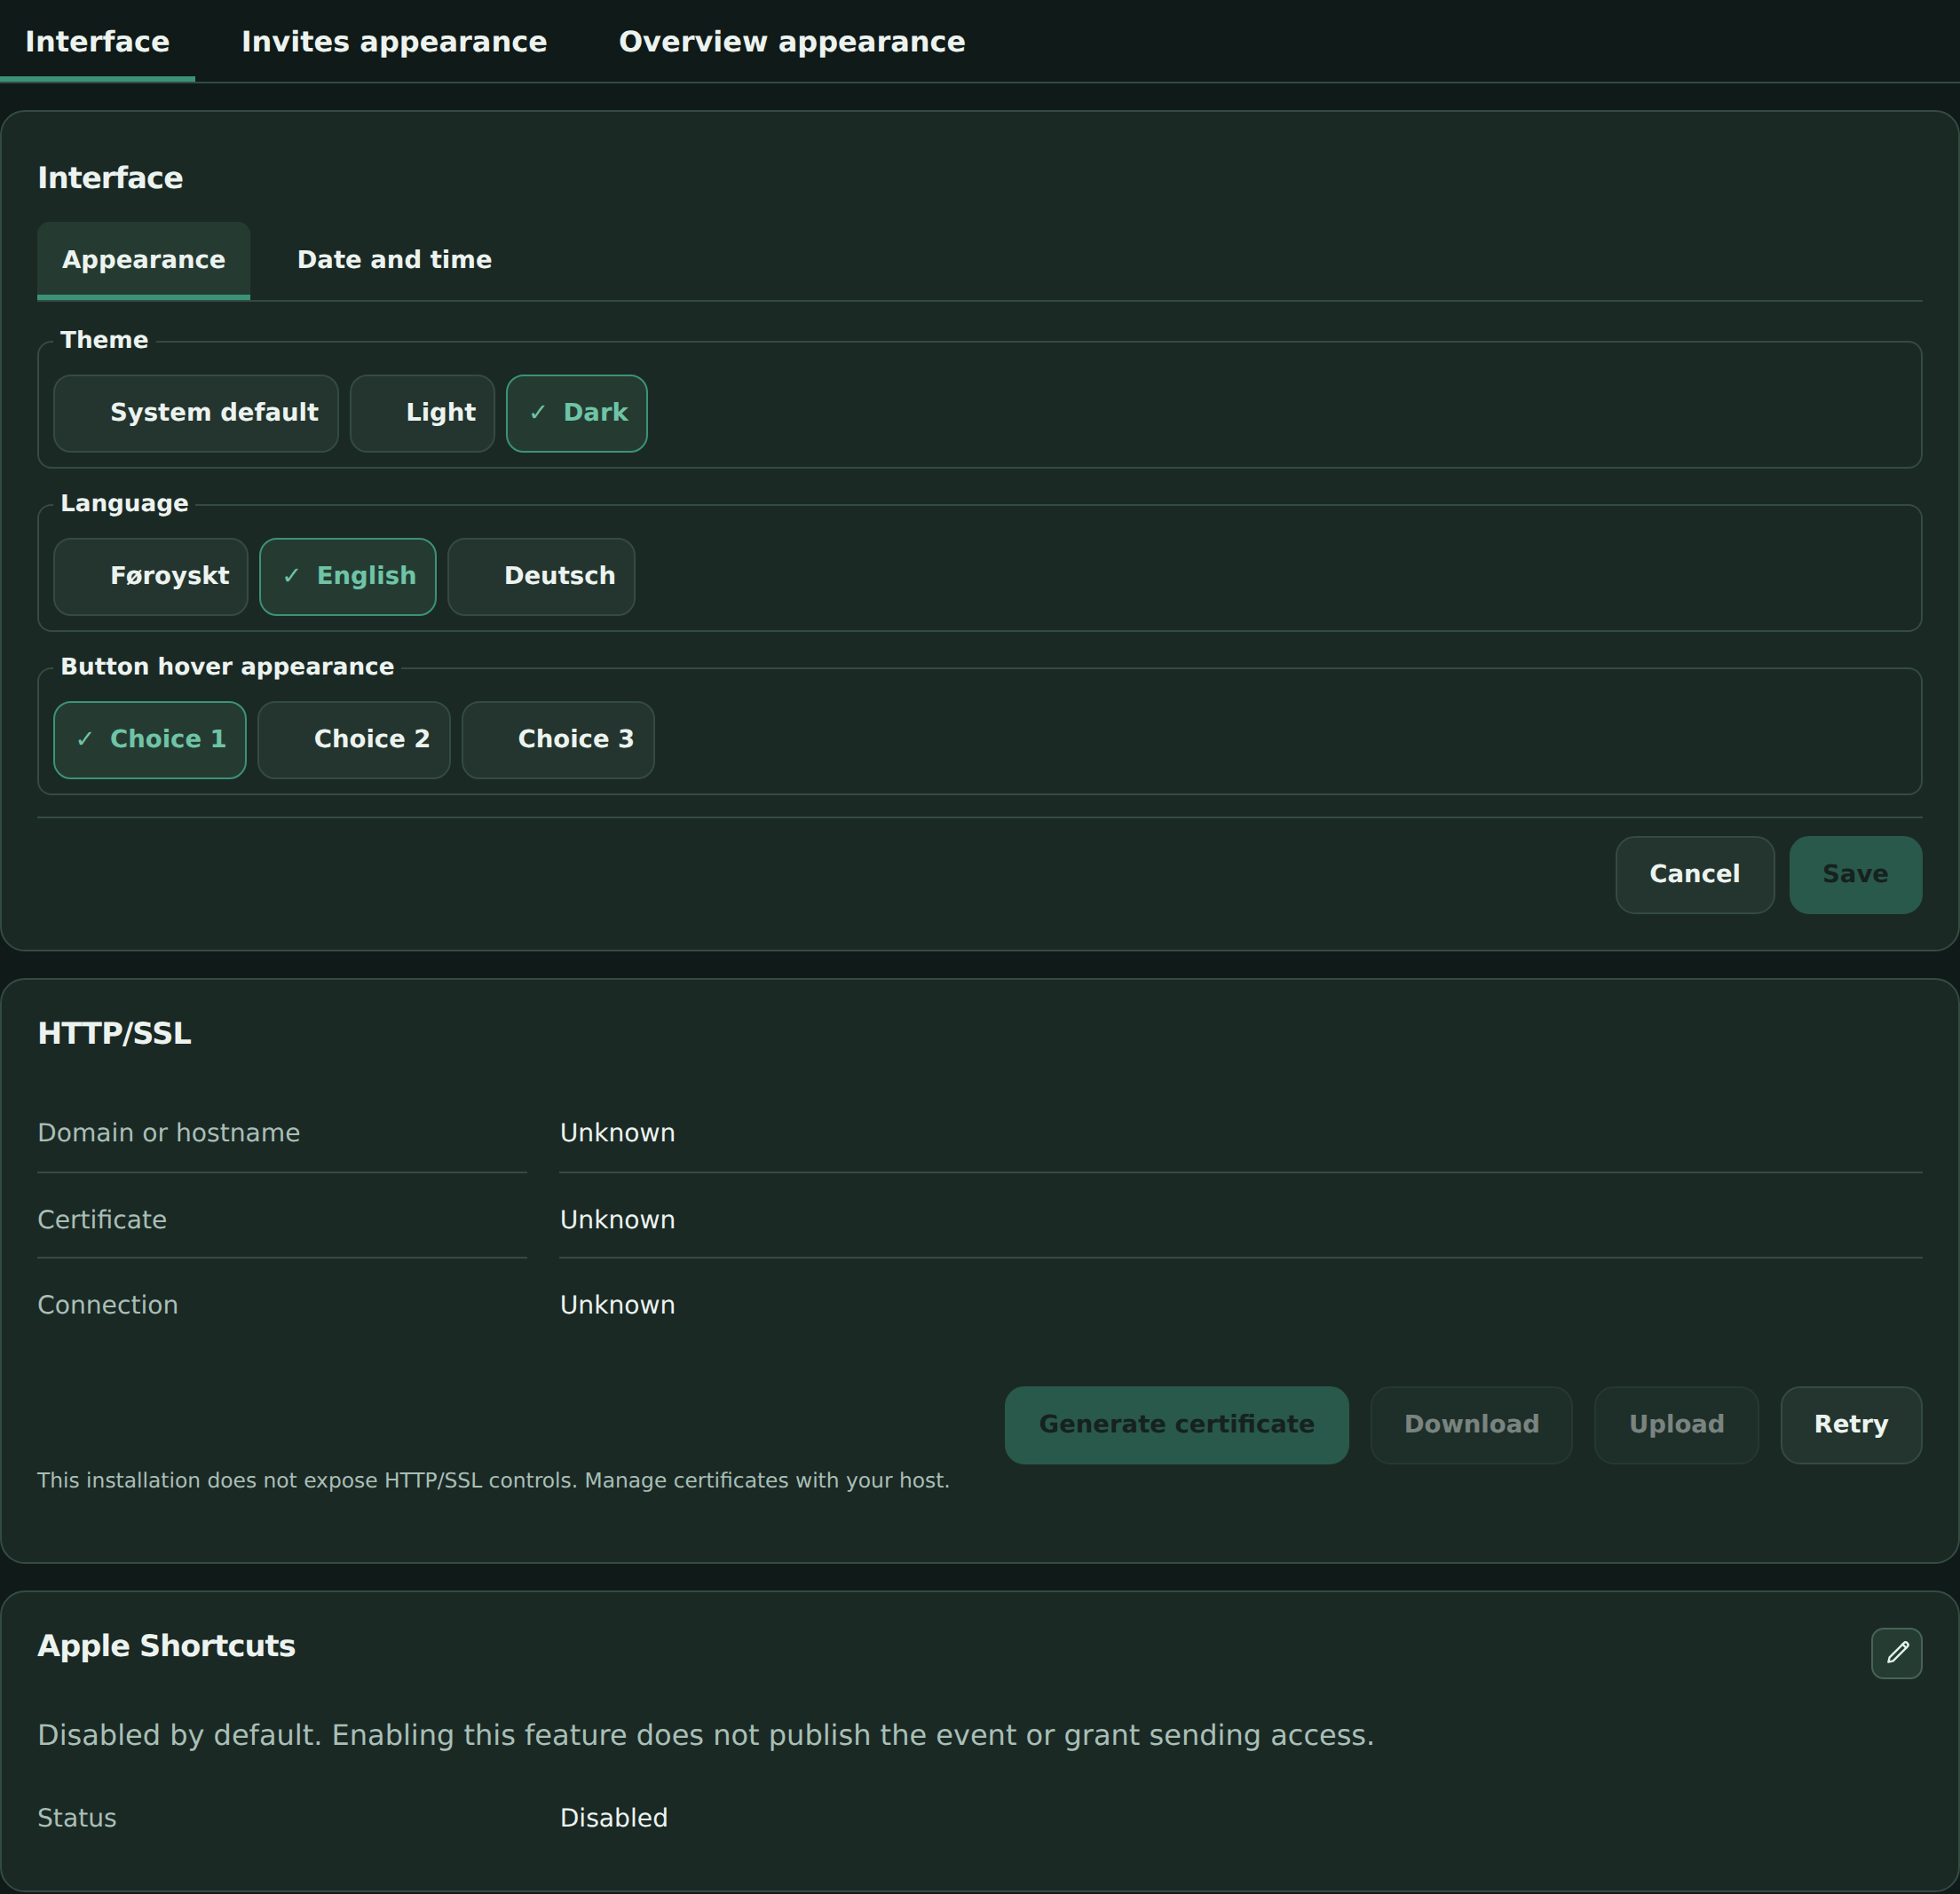 Interface Invites appearance Overview appearance
Interface
Appearance Date and time
Theme
System default Light ✓ Dark
Language
Føroyskt ✓ English Deutsch
Button hover appearance
✓ Choice 1 Choice 2 Choice 3
Cancel Save
HTTP/SSL
Domain or hostname Unknown
Certificate Unknown
Connection Unknown
Generate certificate Download Upload Retry
This installation does not expose HTTP/SSL controls. Manage certificates with your host.
Apple Shortcuts
Disabled by default. Enabling this feature does not publish the event or grant sending access.
Status Disabled